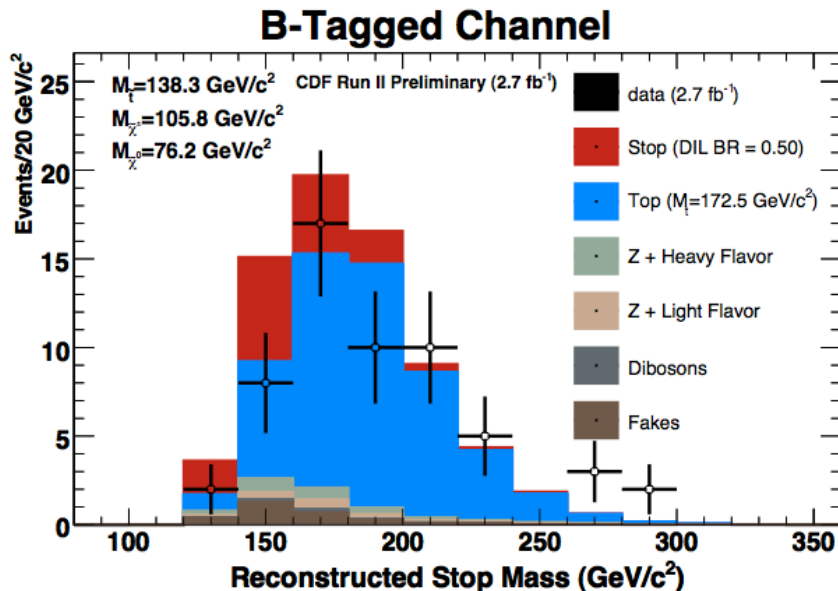 B-Tagged Channel
M_t=138.3 GeV/c²
M_χ̃±=105.8 GeV/c²
M_χ̃⁰=76.2 GeV/c²
CDF Run II Preliminary (2.7 fb⁻¹)
data (2.7 fb⁻¹)
Stop (DIL BR = 0.50)
Top (M_t=172.5 GeV/c²)
Z + Heavy Flavor
Z + Light Flavor
Dibosons
Fakes
Events/20 GeV/c²
25
20
15
10
5
0
100 150 200 250 300 350
Reconstructed Stop Mass (GeV/c²)